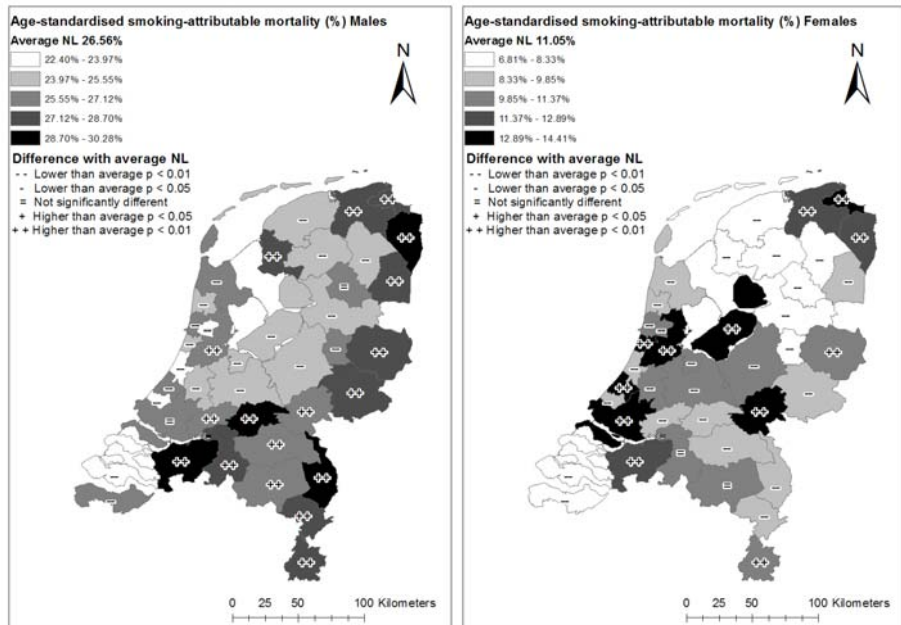 Age-standardised smoking-attributable mortality (%) Males
Average NL 26.56%
22.40% - 23.97%
23.97% - 25.55%
25.55% - 27.12%
27.12% - 28.70%
28.70% - 30.28%
Difference with average NL
- - Lower than average p < 0.01
- Lower than average p < 0.05
= Not significantly different
+ Higher than average p < 0.05
++ Higher than average p < 0.01
N
0 25 50 100 Kilometers
Age-standardised smoking-attributable mortality (%) Females
Average NL 11.05%
6.81% - 8.33%
8.33% - 9.85%
9.85% - 11.37%
11.37% - 12.89%
12.89% - 14.41%
Difference with average NL
- - Lower than average p < 0.01
- Lower than average p < 0.05
= Not significantly different
+ Higher than average p < 0.05
++ Higher than average p < 0.01
N
0 25 50 100 Kilometers